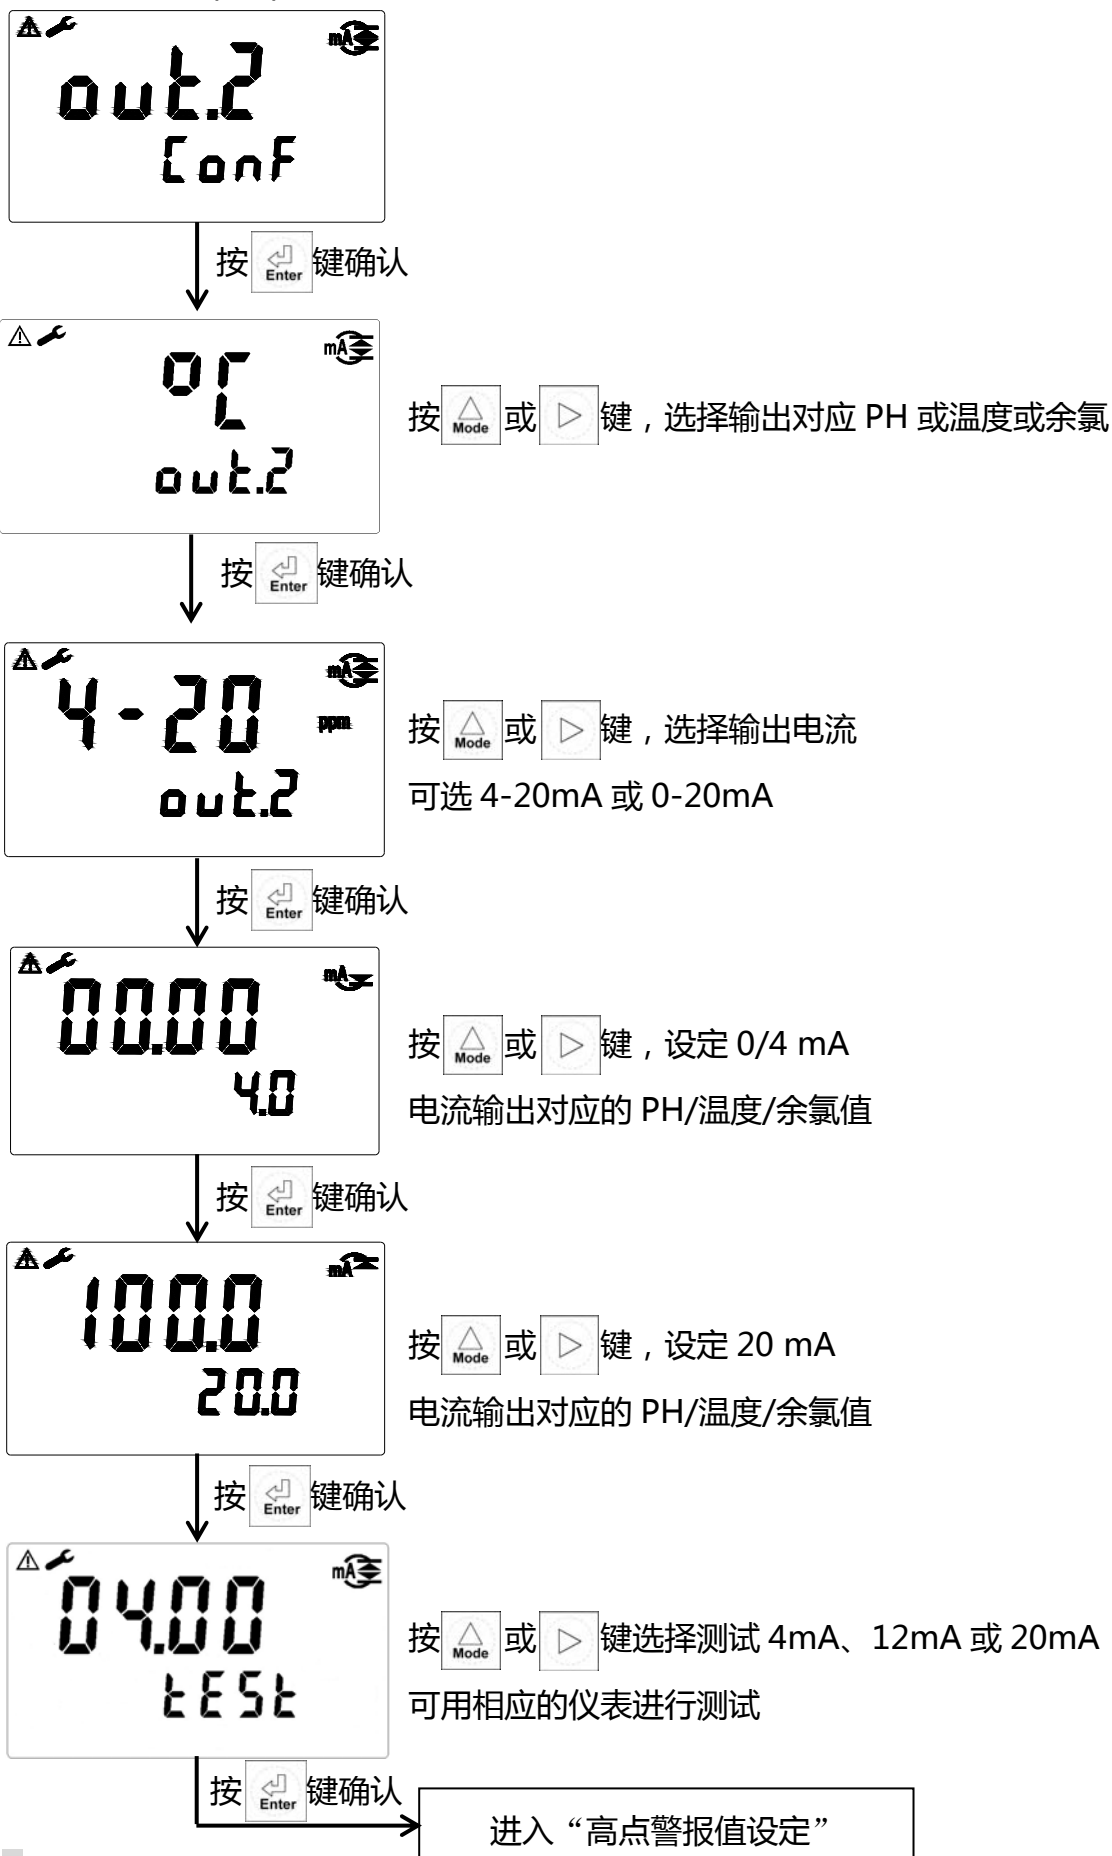 mA
out.2
ConF
按 Enter 键确认
mA
℃
out.2
按 Mode 或 键，选择输出对应 PH 或温度或余氯
按 Enter 键确认
mA
4-20
ppm
out.2
按 Mode 或 键，选择输出电流
可选 4-20mA 或 0-20mA
按 Enter 键确认
mA
00.00
4.0
按 Mode 或 键，设定 0/4 mA
电流输出对应的 PH/温度/余氯值
按 Enter 键确认
mA
100.0
20.0
按 Mode 或 键，设定 20 mA
电流输出对应的 PH/温度/余氯值
按 Enter 键确认
mA
04.00
tESt
按 Mode 或 键选择测试 4mA、12mA 或 20mA
可用相应的仪表进行测试
按 Enter 键确认
进入“高点警报值设定”